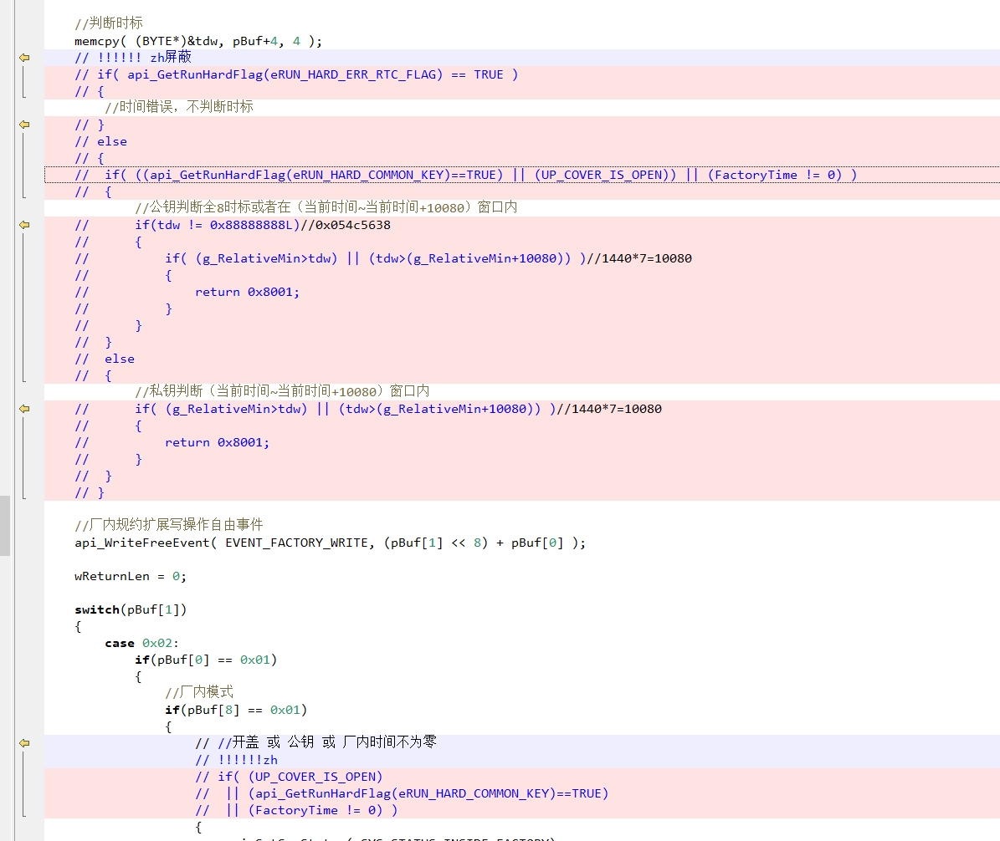 //判断时标
memcpy( (BYTE*)&tdw, pBuf+4, 4 );
// !!!!!! zh屏蔽
// if( api_GetRunHardFlag(eRUN_HARD_ERR_RTC_FLAG) == TRUE )
// {
//时间错误，不判断时标
// }
// else
// {
//  if( ((api_GetRunHardFlag(eRUN_HARD_COMMON_KEY)==TRUE) || (UP_COVER_IS_OPEN)) || (FactoryTime != 0) )
//  {
//公钥判断全8时标或者在（当前时间~当前时间+10080）窗口内
//      if(tdw != 0x88888888L)//0x054c5638
//      {
//          if( (g_RelativeMin>tdw) || (tdw>(g_RelativeMin+10080)) )//1440*7=10080
//          {
//              return 0x8001;
//          }
//      }
//  }
//  else
//  {
//私钥判断（当前时间~当前时间+10080）窗口内
//      if( (g_RelativeMin>tdw) || (tdw>(g_RelativeMin+10080)) )//1440*7=10080
//      {
//          return 0x8001;
//      }
//  }
// }
//厂内规约扩展写操作自由事件
api_WriteFreeEvent( EVENT_FACTORY_WRITE, (pBuf[1] << 8) + pBuf[0] );
wReturnLen = 0;
switch(pBuf[1])
{
case 0x02:
if(pBuf[0] == 0x01)
{
//厂内模式
if(pBuf[8] == 0x01)
{
// //开盖 或 公钥 或 厂内时间不为零
// !!!!!!zh
// if( (UP_COVER_IS_OPEN)
//  || (api_GetRunHardFlag(eRUN_HARD_COMMON_KEY)==TRUE)
//  || (FactoryTime != 0) )
{